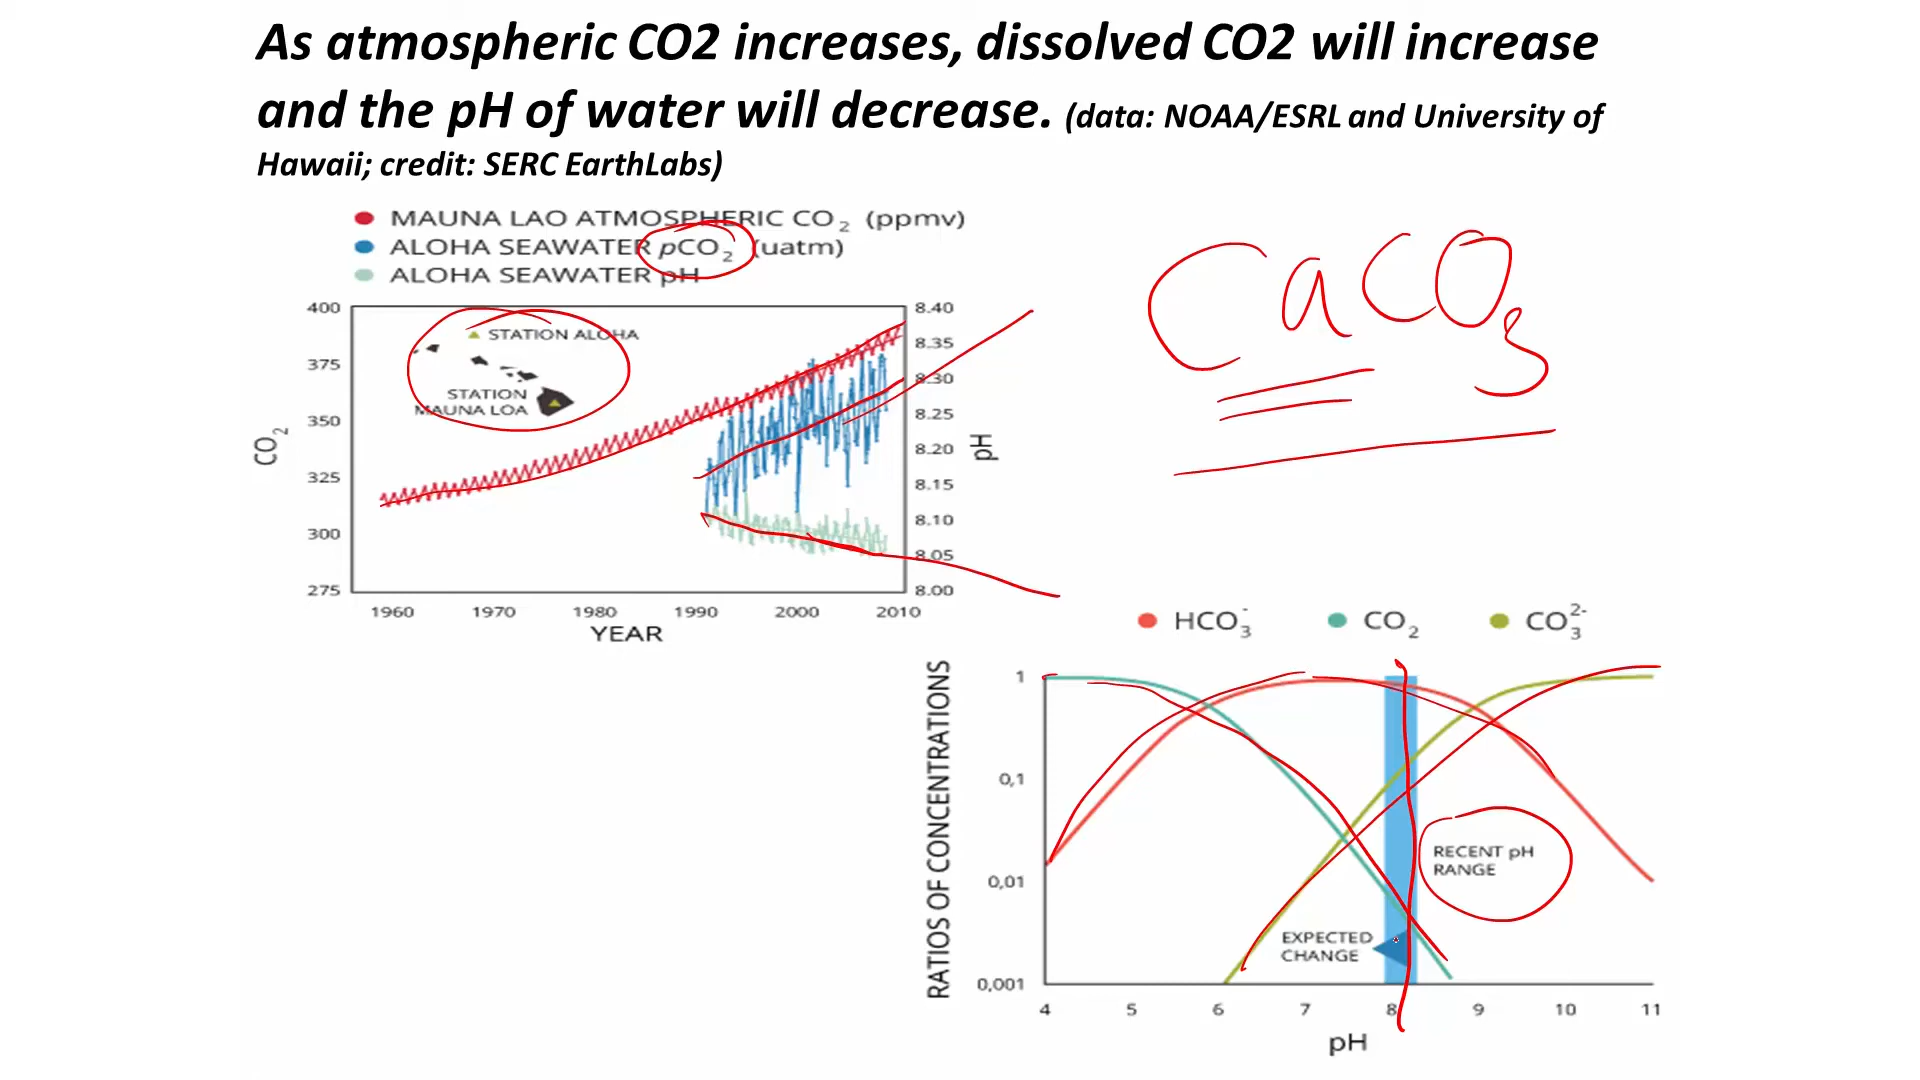 As atmospheric CO2 increases, dissolved CO2 will increase
and the pH of water will decrease. (data: NOAA/ESRL and University of
Hawaii; credit: SERC EarthLabs)
MAUNA LAO ATMOSPHERIC CO2 (ppmv)
ALOHA SEAWATER pCO2 (uatm)
ALOHA SEAWATER pH
CaCO3
400
375
350
325
300
275
CO2
STATION ALOHA
STATION
MAUNA LOA
8.40
8.35
8.30
8.25
8.20
8.15
8.10
8.05
8.00
pH
1960 1970 1980 1990 2000 2010
YEAR
HCO3- CO2 CO3 2-
RATIOS OF CONCENTRATIONS
1
0,1
0,01
0,001
RECENT pH
RANGE
EXPECTED
CHANGE
4 5 6 7 8 9 10 11
pH